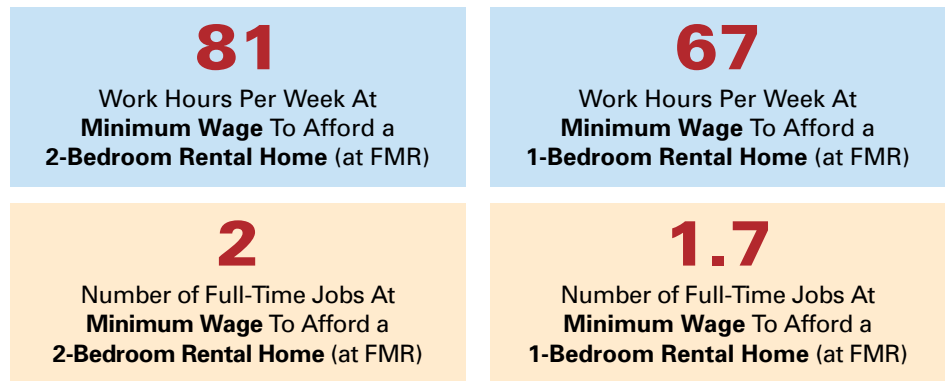 81
Work Hours Per Week At
Minimum Wage To Afford a
2-Bedroom Rental Home (at FMR)
67
Work Hours Per Week At
Minimum Wage To Afford a
1-Bedroom Rental Home (at FMR)
2
Number of Full-Time Jobs At
Minimum Wage To Afford a
2-Bedroom Rental Home (at FMR)
1.7
Number of Full-Time Jobs At
Minimum Wage To Afford a
1-Bedroom Rental Home (at FMR)